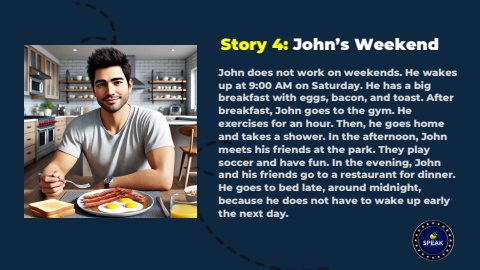 Story 4: John's Weekend
John does not work on weekends. He wakes
up at 9:00 AM on Saturday. He has a big
breakfast with eggs, bacon, and toast. After
breakfast, John goes to the gym. He
exercises for an hour. Then, he goes home
and takes a shower. In the afternoon, John
meets his friends at the park. They play
soccer and have fun. In the evening, John
and his friends go to a restaurant for dinner.
He goes to bed late, around midnight,
because he does not have to wake up early
the next day.
SPEAK